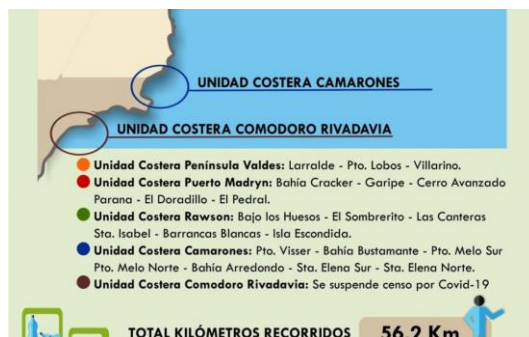 UNIDAD COSTERA CAMARONES
UNIDAD COSTERA COMODORO RIVADAVIA
Unidad Costera Península Valdes: Larralde - Pto. Lobos - Villarino.
Unidad Costera Puerto Madryn: Bahía Cracker - Garipe - Cerro Avanzado
Parana - El Doradillo - El Pedral.
Unidad Costera Rawson: Bajo los Huesos - El Sombrerito - Las Canteras
Sta. Isabel - Barrancas Blancas - Isla Escondida.
Unidad Costera Camarones: Pto. Visser - Bahía Bustamante - Pto. Melo Sur
Pto. Melo Norte - Bahía Arredondo - Sta. Elena Sur - Sta. Elena Norte.
Unidad Costera Comodoro Rivadavia: Se suspende censo por Covid-19
TOTAL KILÓMETROS RECORRIDOS 56,2 Km